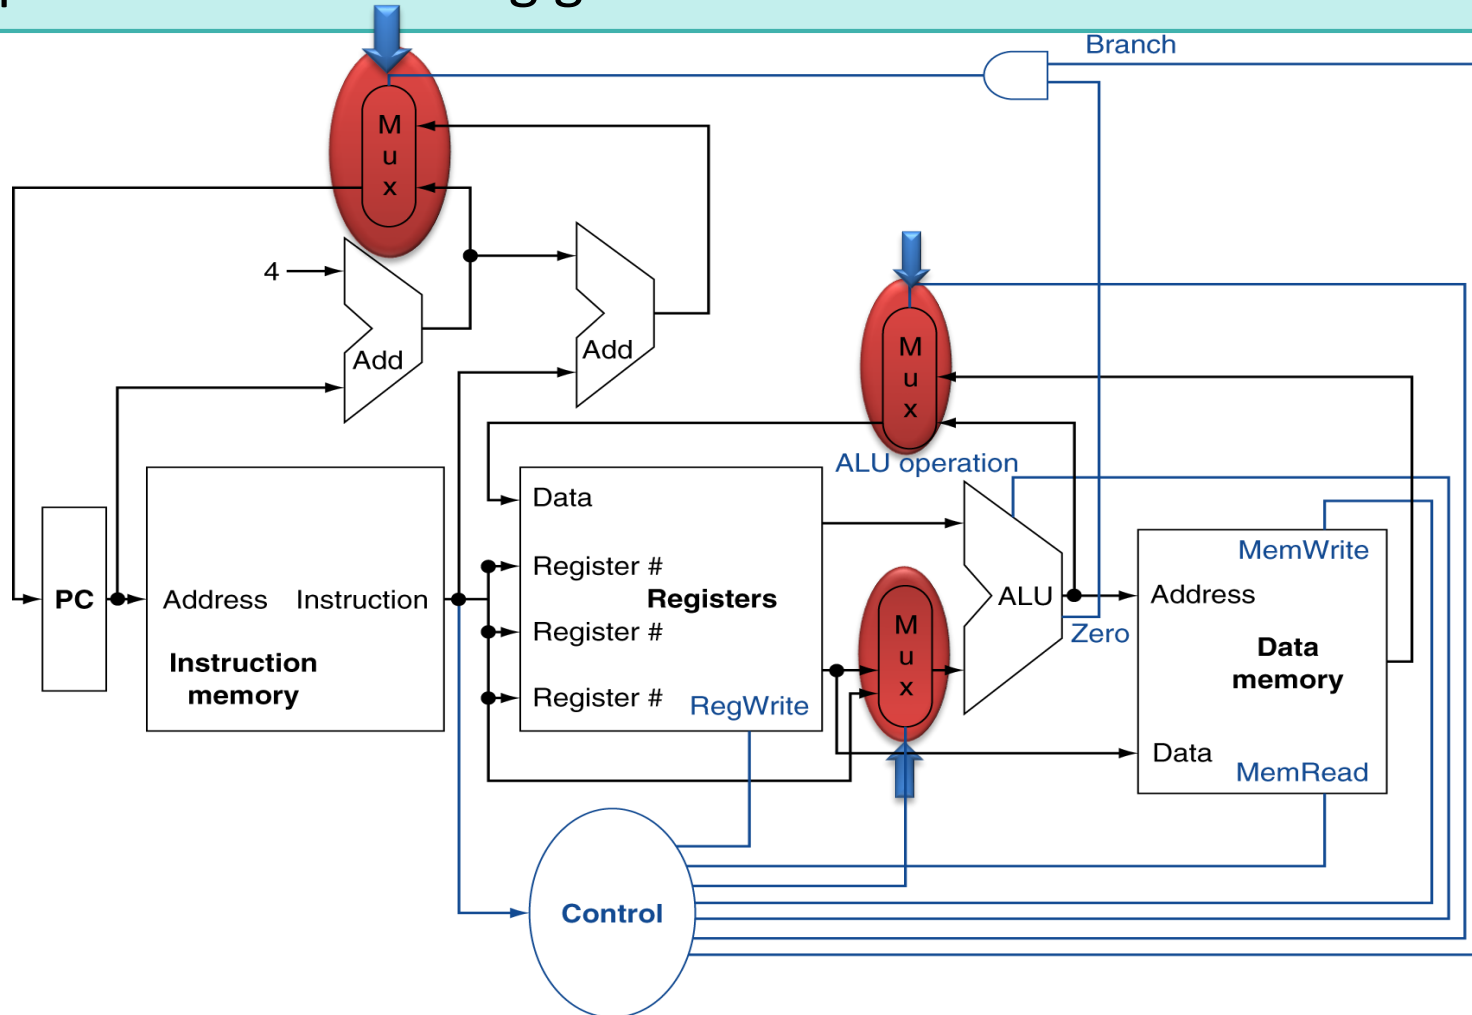 Branch
M
u
x
4
Add
Add
M
u
x
ALU operation
Data
Register #
Registers
Register #
Register #
RegWrite
PC
Address Instruction
Instruction
memory
M
u
x
ALU
Zero
MemWrite
Address
Data
memory
Data
MemRead
Control